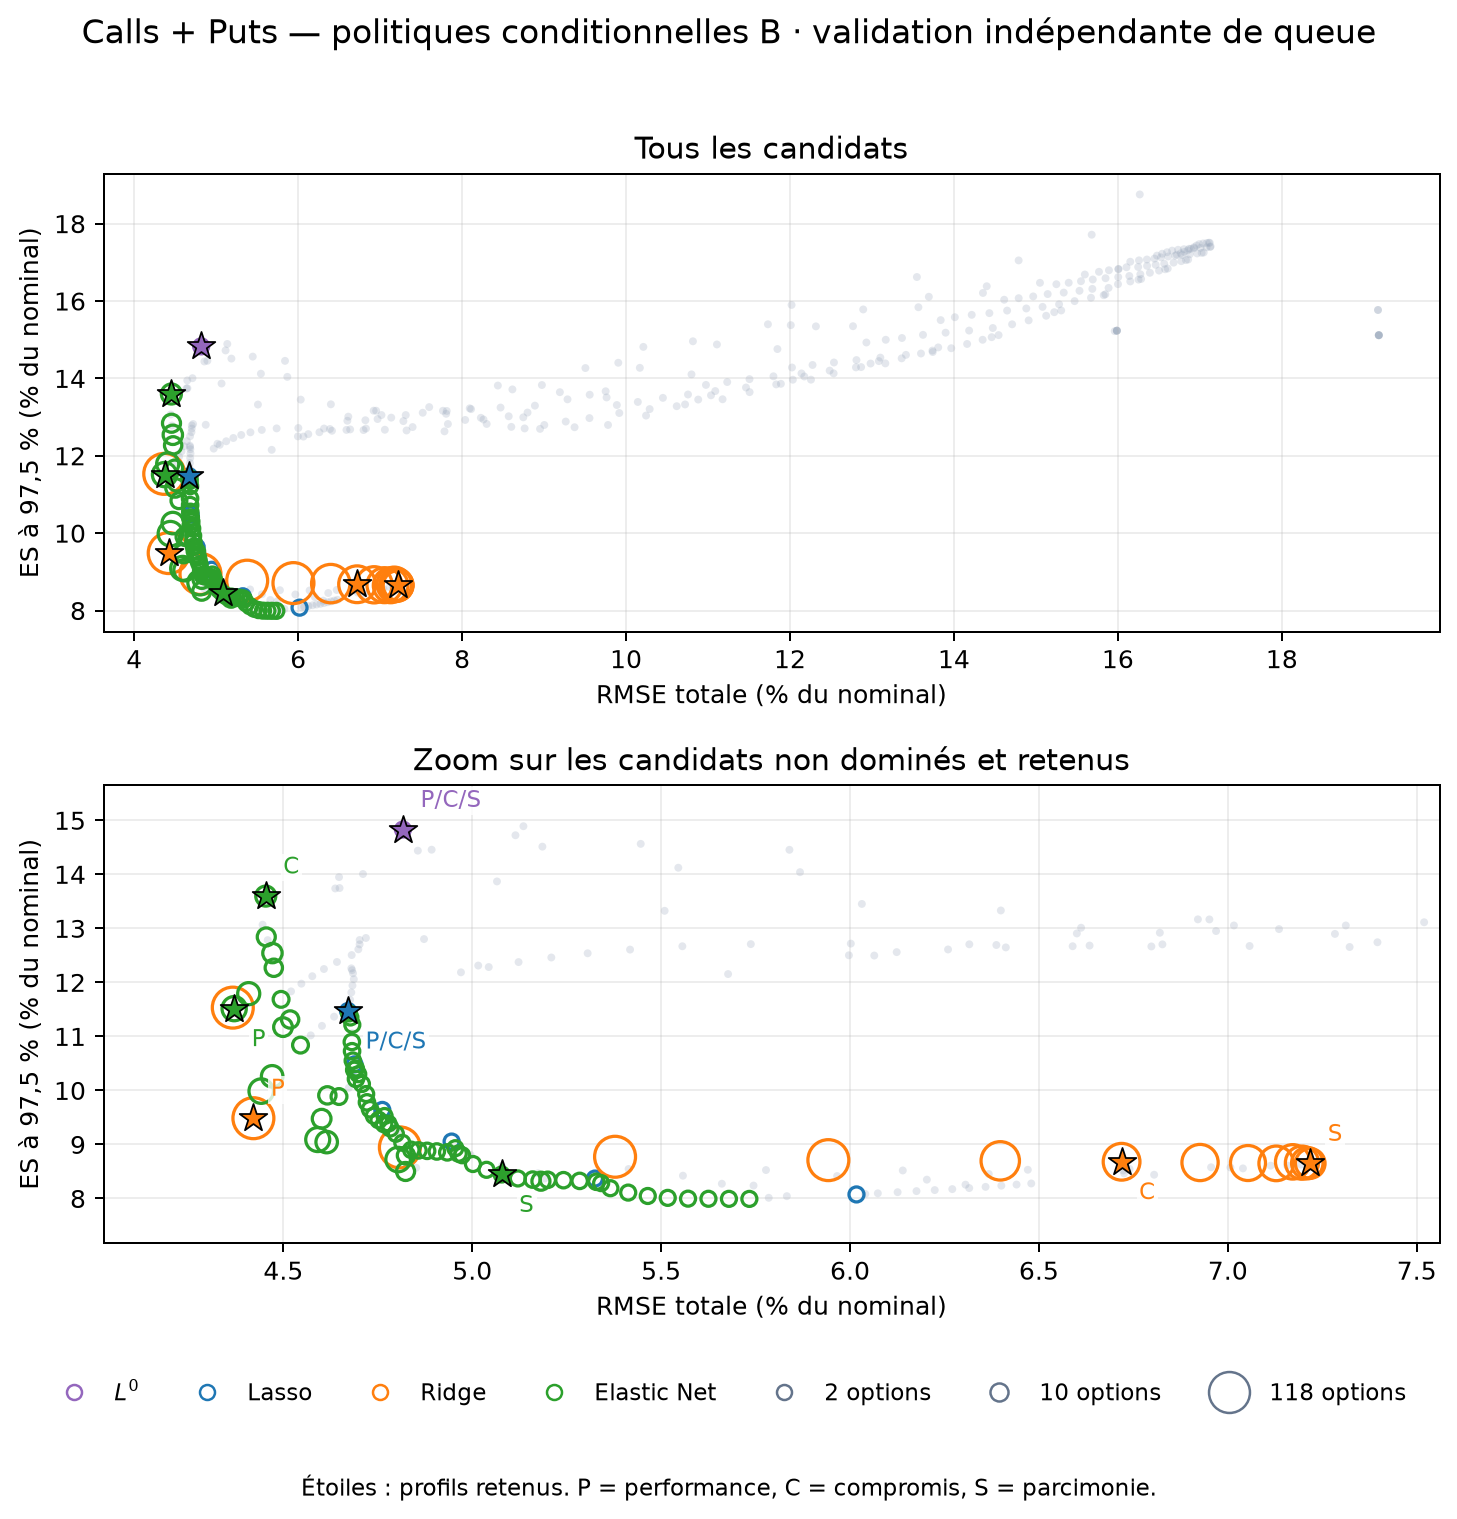 Calls + Puts — politiques conditionnelles B · validation indépendante de queue
Tous les candidats
ES à 97,5 % (% du nominal)
18
16
14
12
10
8
4 6 8 10 12 14 16 18
RMSE totale (% du nominal)
Zoom sur les candidats non dominés et retenus
ES à 97,5 % (% du nominal)
15
14
13
12
11
10
9
8
P/C/S
C
P/C/S
P
P
S
S
C
4.5 5.0 5.5 6.0 6.5 7.0 7.5
RMSE totale (% du nominal)
L⁰ Lasso Ridge Elastic Net 2 options 10 options 118 options
Étoiles : profils retenus. P = performance, C = compromis, S = parcimonie.